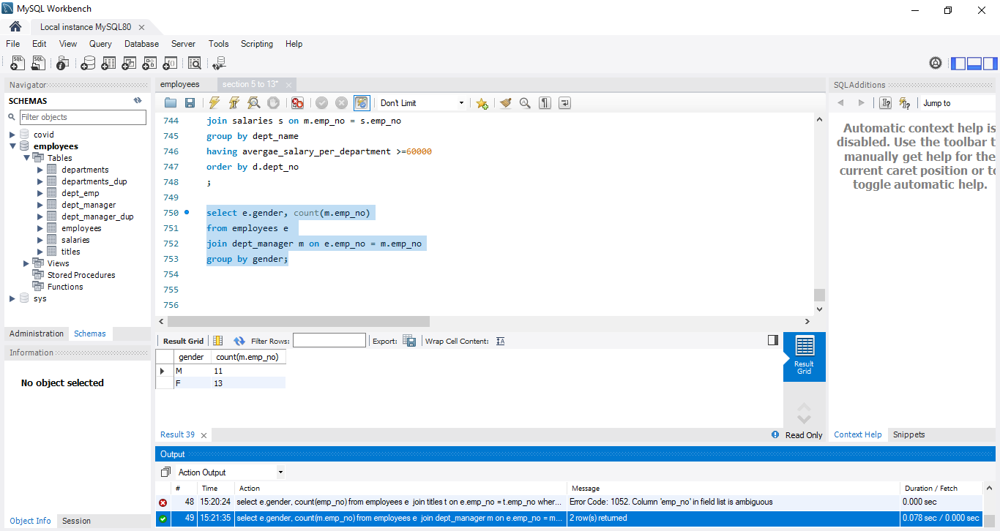 MySQL Workbench
Local instance MySQL80
File Edit View Query Database Server Tools Scripting Help
Navigator
SCHEMAS
Filter objects
covid
employees
Tables
departments
departments_dup
dept_emp
dept_manager
dept_manager_dup
employees
salaries
titles
Views
Stored Procedures
Functions
sys
Administration Schemas
Information
No object selected
Object Info Session
employees section 5 to 13*
Don't Limit
744 join salaries s on m.emp_no = s.emp_no
745 group by dept_name
746 having avergae_salary_per_department >=60000
747 order by d.dept_no
748 ;
749
750 select e.gender, count(m.emp_no)
751 from employees e
752 join dept_manager m on e.emp_no = m.emp_no
753 group by gender;
754
755
756
Result Grid Filter Rows: Export: Wrap Cell Content:
gender count(m.emp_no)
M 11
F 13
Result
Grid
Result 39 Read Only
SQLAdditions
Jump to
Automatic context help is
disabled. Use the toolbar t
manually get help for the
current caret position or to
toggle automatic help.
Context Help Snippets
Output
Action Output
# Time Action Message Duration / Fetch
48 15:20:24 select e.gender, count(emp_no) from employees e join titles t on e.emp_no = t.emp_no wher... Error Code: 1052. Column 'emp_no' in field list is ambiguous 0.000 sec
49 15:21:35 select e.gender, count(m.emp_no) from employees e join dept_manager m on e.emp_no = m... 2 row(s) returned 0.078 sec / 0.000 sec